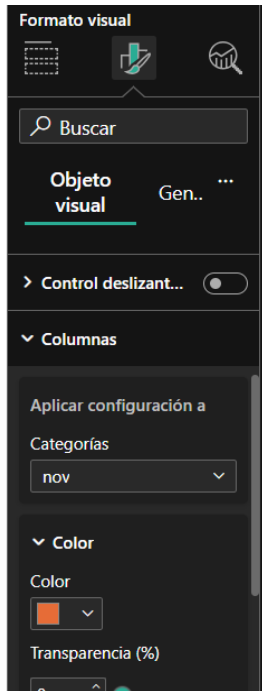 Formato visual
Buscar
Objeto
visual
Gen..
...
Control deslizant...
Columnas
Aplicar configuración a
Categorías
nov
Color
Color
Transparencia (%)